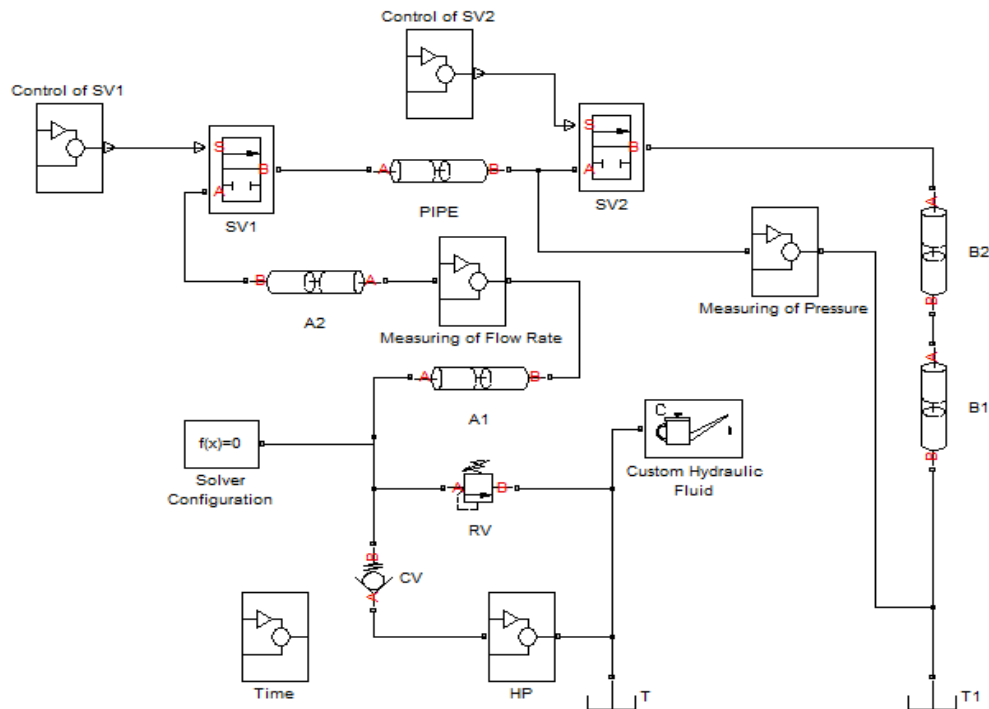 Control of SV2
Control of SV1
S
A
B
SV1
A
B
PIPE
S
A
B
SV2
A
B
B2
Measuring of Pressure
B
A
A2
Measuring of Flow Rate
A
B
B1
A
B
A1
f(x)=0
Solver
Configuration
C
Custom Hydraulic
Fluid
A
B
RV
B
A
CV
Time
HP
T
T1